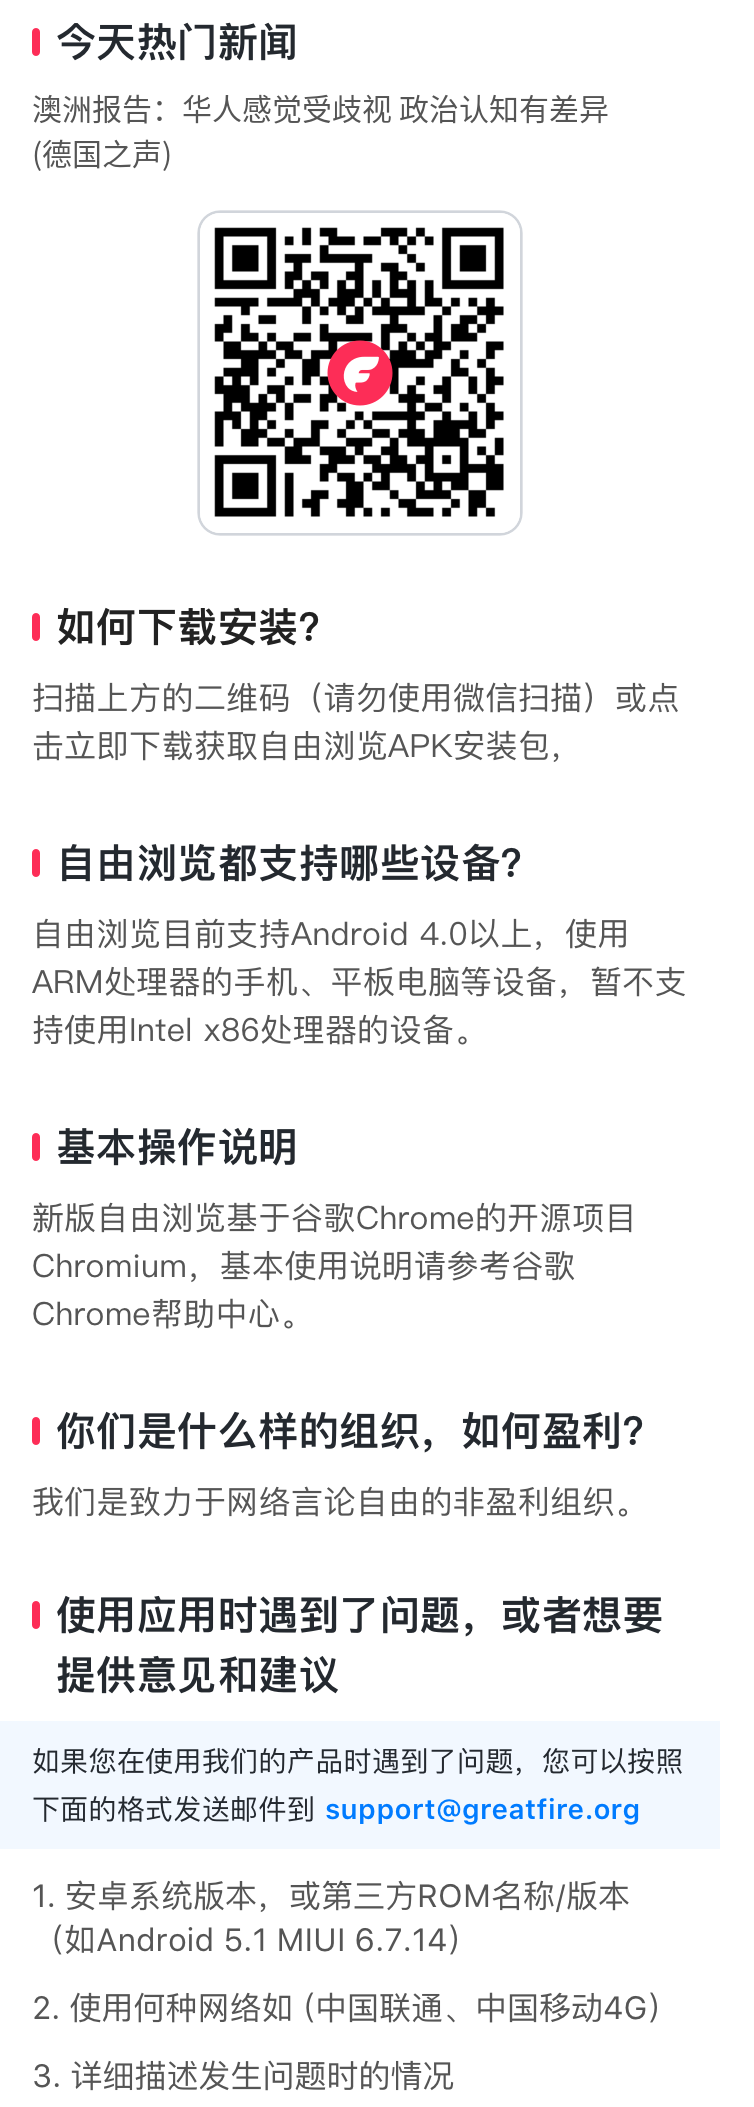 今天热门新闻
澳洲报告：华人感觉受歧视 政治认知有差异
(德国之声)
如何下载安装?
扫描上方的二维码（请勿使用微信扫描）或点
击立即下载获取自由浏览APK安装包，
自由浏览都支持哪些设备?
自由浏览目前支持Android 4.0以上，使用
ARM处理器的手机、平板电脑等设备，暂不支
持使用Intel x86处理器的设备。
基本操作说明
新版自由浏览基于谷歌Chrome的开源项目
Chromium，基本使用说明请参考谷歌
Chrome帮助中心。
你们是什么样的组织，如何盈利?
我们是致力于网络言论自由的非盈利组织。
使用应用时遇到了问题，或者想要
提供意见和建议
如果您在使用我们的产品时遇到了问题，您可以按照
下面的格式发送邮件到 support@greatfire.org
1. 安卓系统版本，或第三方ROM名称/版本
（如Android 5.1 MIUI 6.7.14）
2. 使用何种网络如 (中国联通、中国移动4G）
3. 详细描述发生问题时的情况